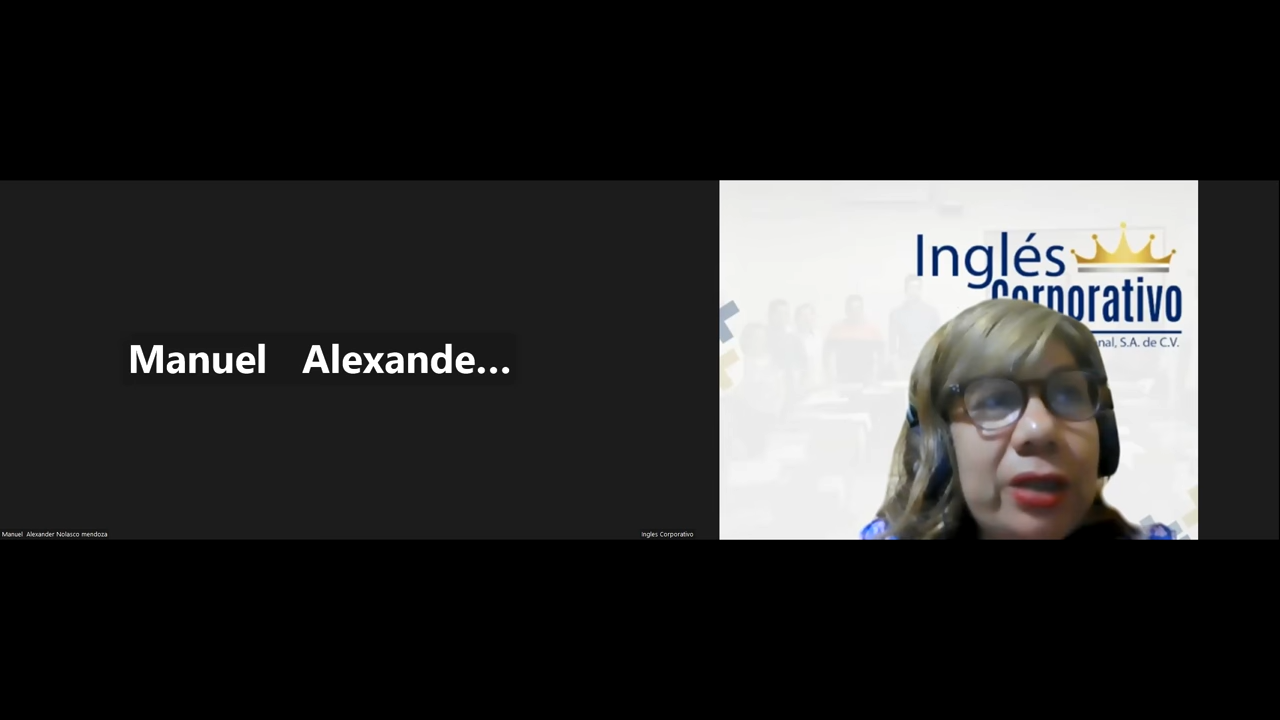 Manuel Alexande...
Manuel Alexander Nolasco mendoza
Ingles Corporativo
Inglés
Corporativo
nal, S.A. de C.V.